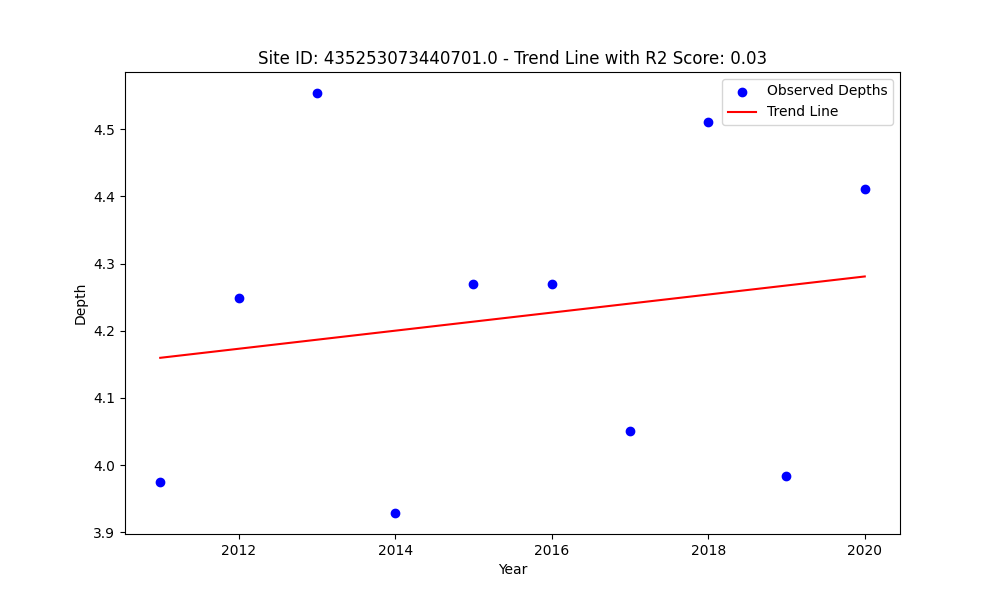 Site ID: 435253073440701.0 - Trend Line with R2 Score: 0.03
Observed Depths
Trend Line
4.5
4.4
4.3
4.2
4.1
4.0
3.9
Depth
2012
2014
2016
2018
2020
Year